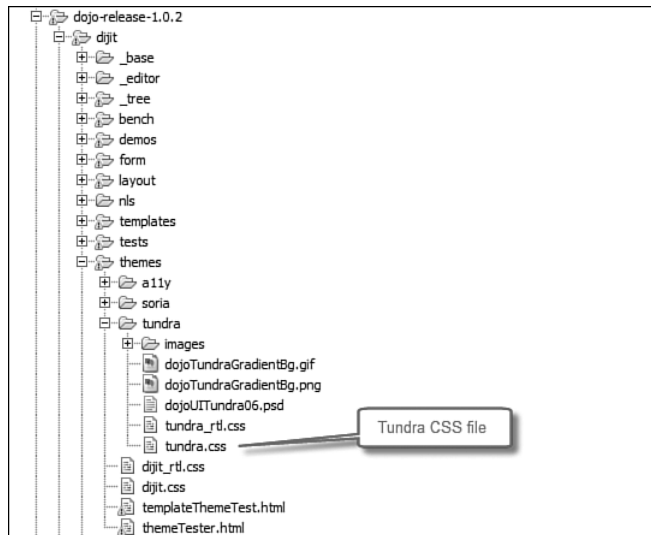 dojo-release-1.0.2
dijit
_base
_editor
_tree
bench
demos
form
layout
nls
templates
tests
themes
a11y
soria
tundra
images
dojoTundraGradientBg.gif
dojoTundraGradientBg.png
dojoUITundra06.psd
tundra_rtl.css
tundra.css
Tundra CSS file
dijit_rtl.css
dijit.css
templateThemeTest.html
themeTester.html